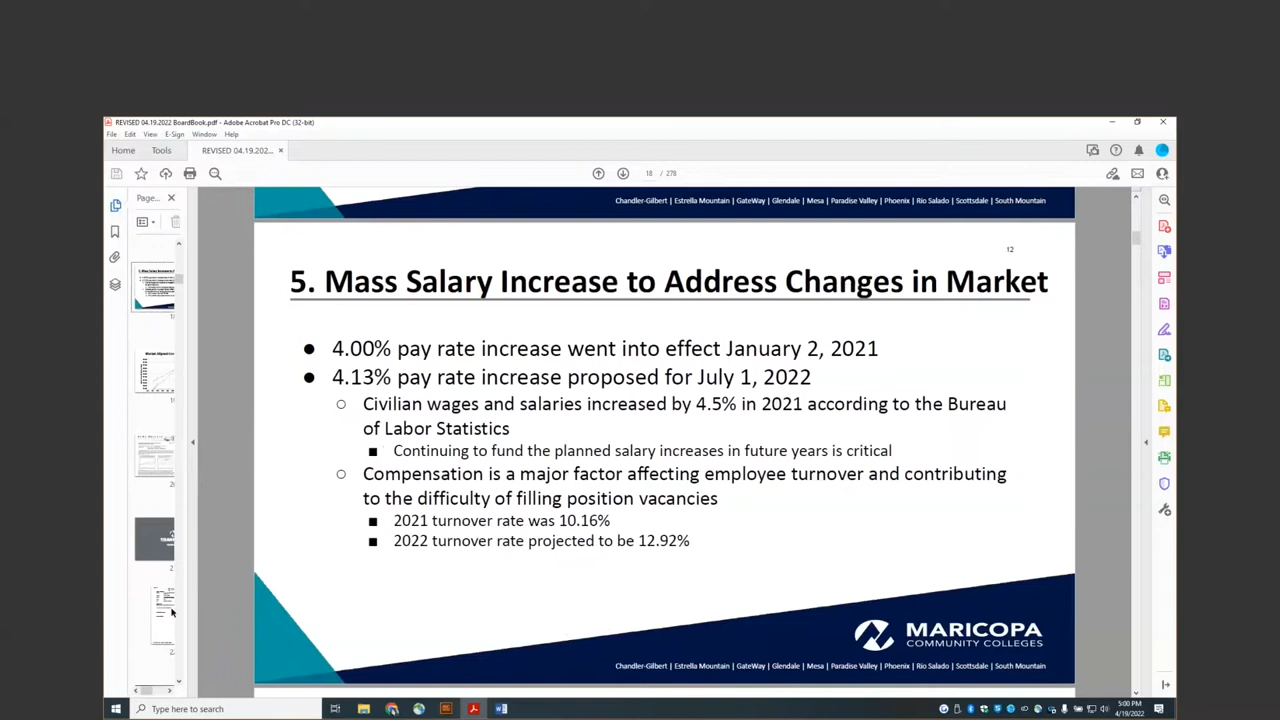 REVISED 04.19.2022 BoardBook.pdf - Adobe Acrobat Pro DC (32-bit)
File Edit View E-Sign Window Help
Home Tools REVISED 04.19.202...
18 / 278
Page...
Chandler-Gilbert | Estrella Mountain | GateWay | Glendale | Mesa | Paradise Valley | Phoenix | Rio Salado | Scottsdale | South Mountain
12
5. Mass Salary Increase to Address Changes in Market
● 4.00% pay rate increase went into effect January 2, 2021
● 4.13% pay rate increase proposed for July 1, 2022
○ Civilian wages and salaries increased by 4.5% in 2021 according to the Bureau
of Labor Statistics
■ Continuing to fund the planned salary increases in future years is critical
○ Compensation is a major factor affecting employee turnover and contributing
to the difficulty of filling position vacancies
■ 2021 turnover rate was 10.16%
■ 2022 turnover rate projected to be 12.92%
MARICOPA
COMMUNITY COLLEGES
Chandler-Gilbert | Estrella Mountain | GateWay | Glendale | Mesa | Paradise Valley | Phoenix | Rio Salado | Scottsdale | South Mountain
Type here to search
5:00 PM
4/19/2022